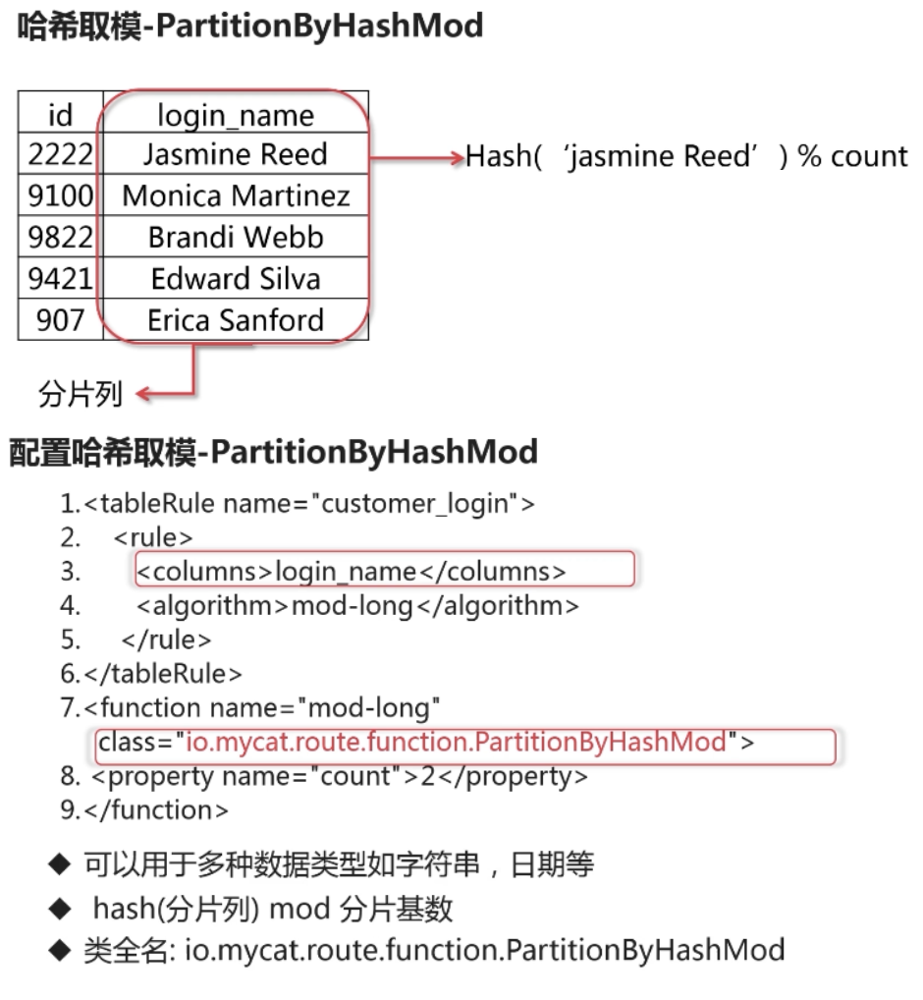 哈希取模-PartitionByHashMod
id login_name
2222 Jasmine Reed
9100 Monica Martinez
9822 Brandi Webb
9421 Edward Silva
907 Erica Sanford
Hash(‘jasmine Reed’) % count
分片列
配置哈希取模-PartitionByHashMod
1.<tableRule name="customer_login">
2. <rule>
3. <columns>login_name</columns>
4. <algorithm>mod-long</algorithm>
5. </rule>
6.</tableRule>
7.<function name="mod-long"
class="io.mycat.route.function.PartitionByHashMod">
8. <property name="count">2</property>
9.</function>
◆ 可以用于多种数据类型如字符串，日期等
◆ hash(分片列) mod 分片基数
◆ 类全名: io.mycat.route.function.PartitionByHashMod